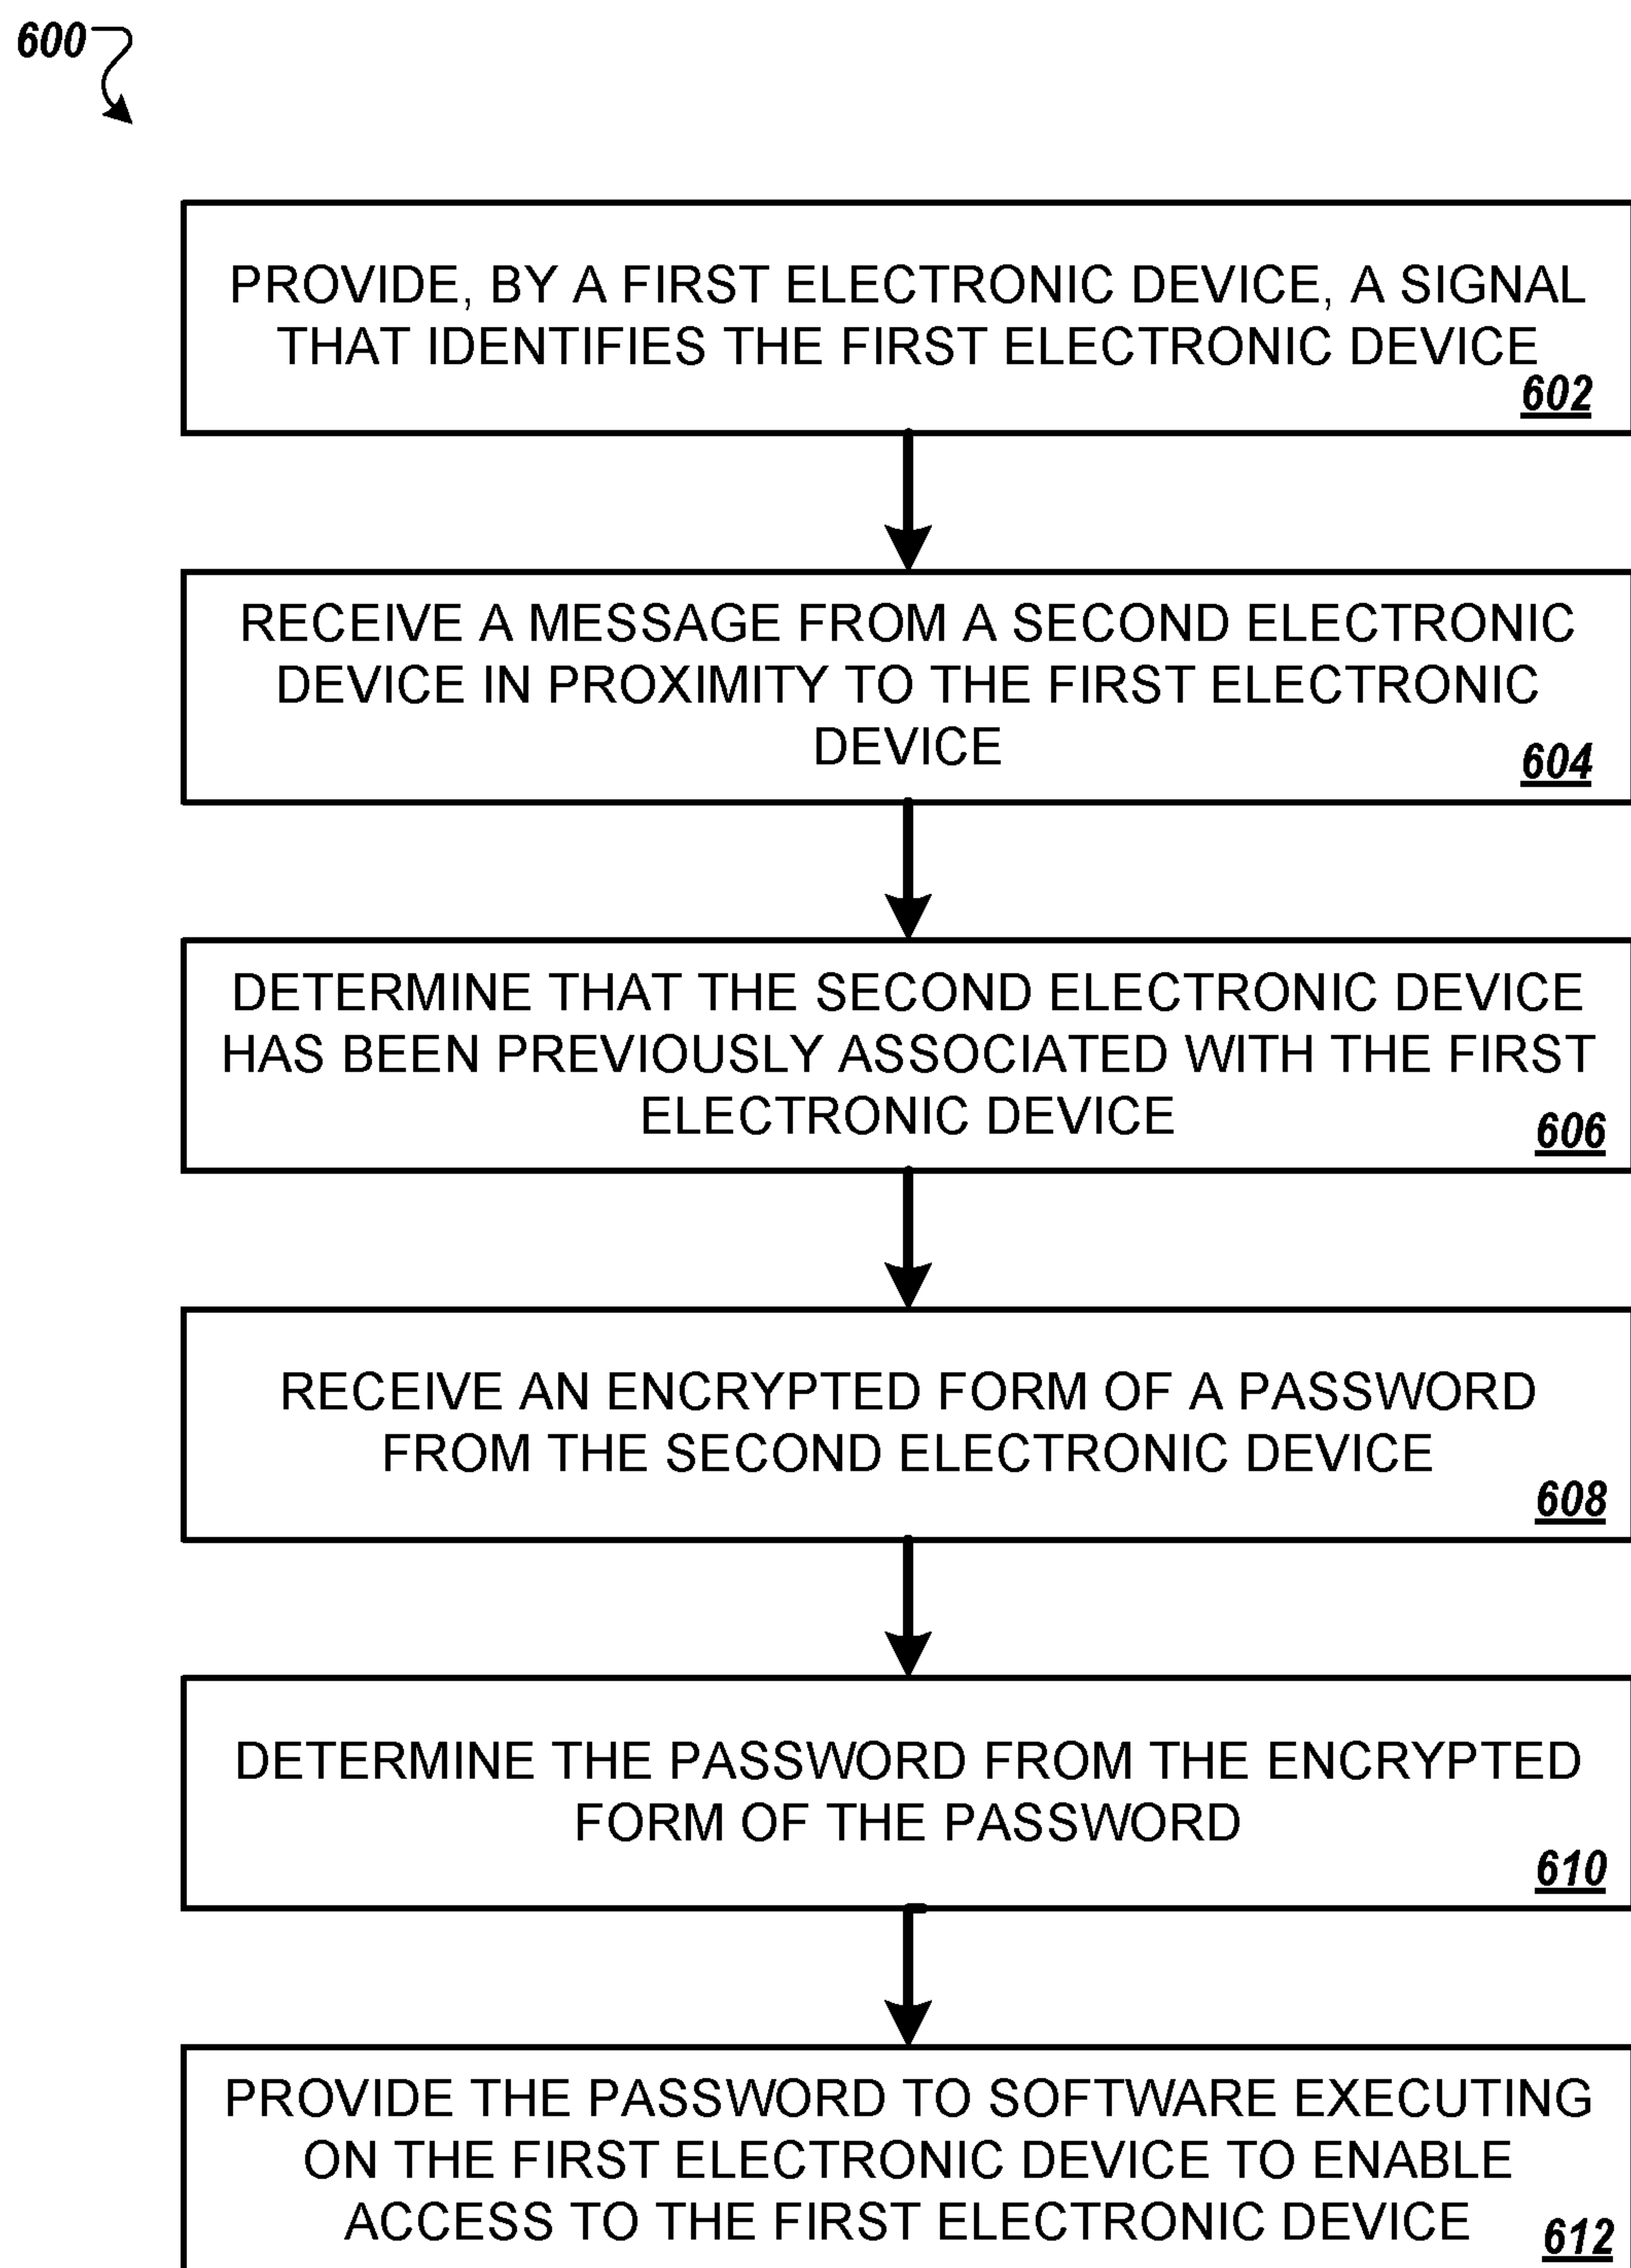 600
PROVIDE, BY A FIRST ELECTRONIC DEVICE, A SIGNAL
THAT IDENTIFIES THE FIRST ELECTRONIC DEVICE
602
RECEIVE A MESSAGE FROM A SECOND ELECTRONIC
DEVICE IN PROXIMITY TO THE FIRST ELECTRONIC
DEVICE
604
DETERMINE THAT THE SECOND ELECTRONIC DEVICE
HAS BEEN PREVIOUSLY ASSOCIATED WITH THE FIRST
ELECTRONIC DEVICE
606
RECEIVE AN ENCRYPTED FORM OF A PASSWORD
FROM THE SECOND ELECTRONIC DEVICE
608
DETERMINE THE PASSWORD FROM THE ENCRYPTED
FORM OF THE PASSWORD
610
PROVIDE THE PASSWORD TO SOFTWARE EXECUTING
ON THE FIRST ELECTRONIC DEVICE TO ENABLE
ACCESS TO THE FIRST ELECTRONIC DEVICE
612